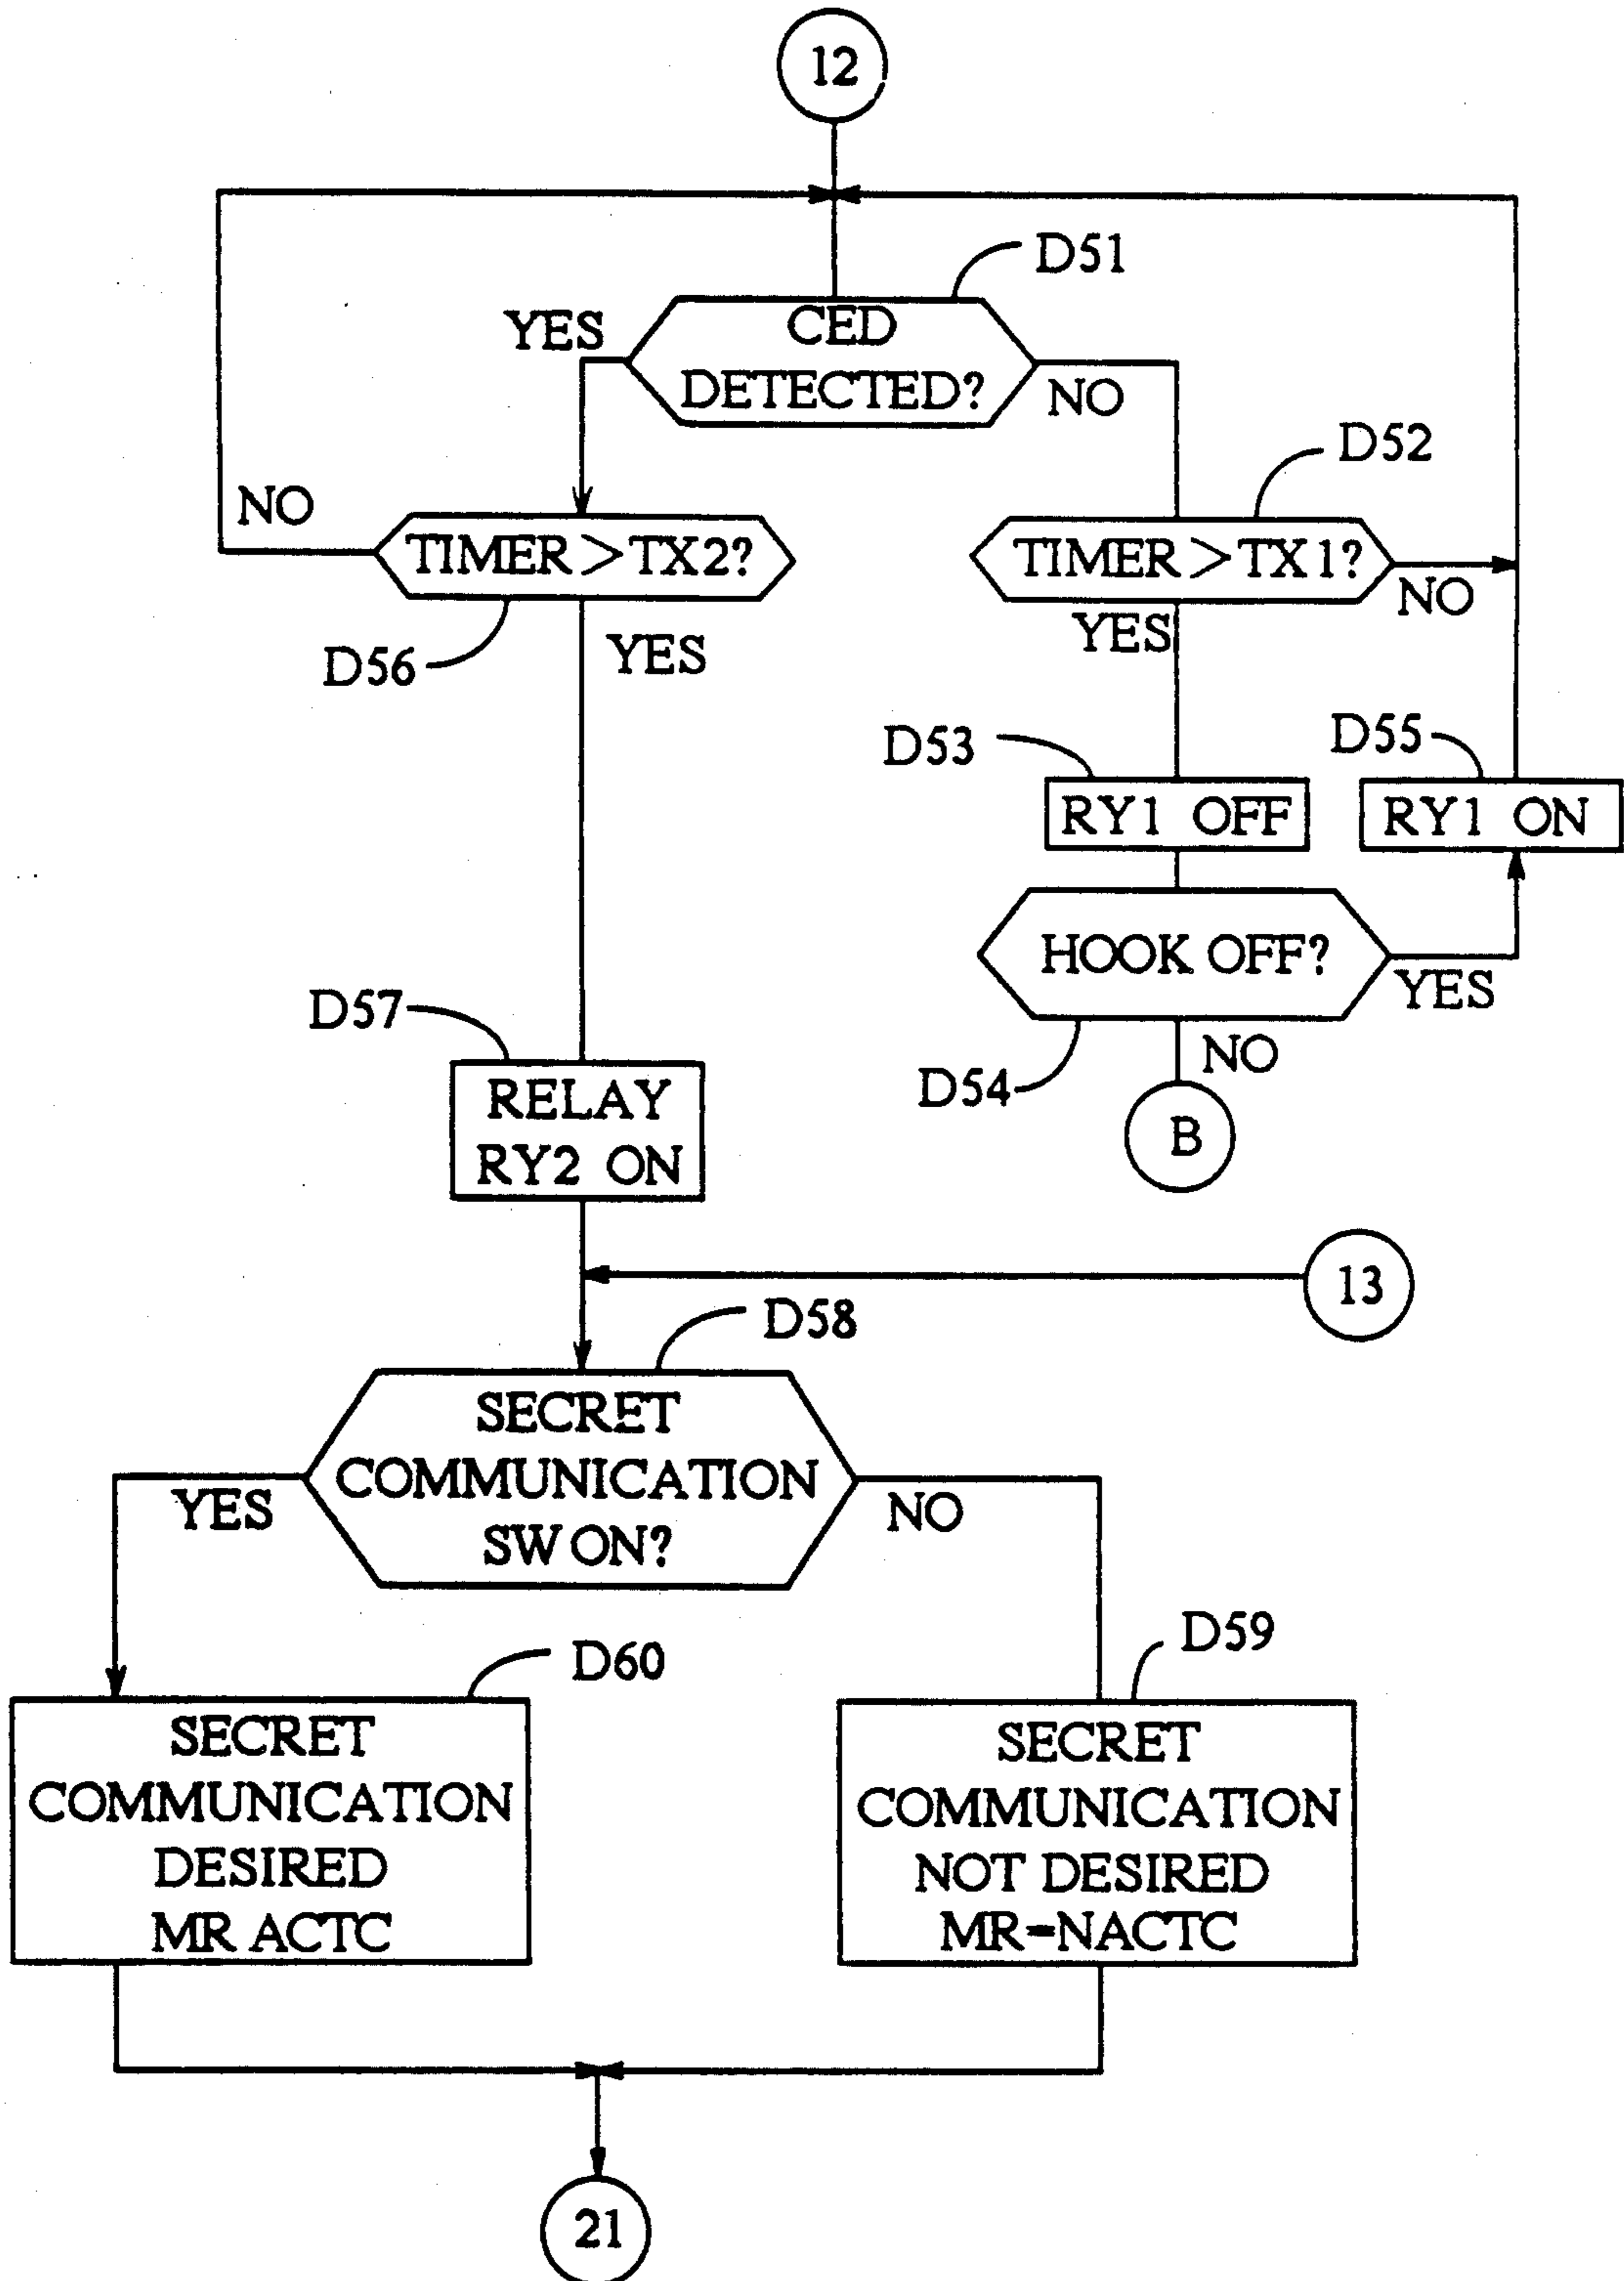 12
D51
YES
CED
DETECTED?
NO
D52
NO
TIMER > TX2?
TIMER > TX1?
NO
D56
YES
YES
D53
D55
RY1 OFF
RY1 ON
HOOK OFF?
YES
D57
NO
D54
RELAY
RY2 ON
B
13
D58
SECRET
COMMUNICATION
SW ON?
YES
NO
D60
D59
SECRET
COMMUNICATION
DESIRED
MR ACTC
SECRET
COMMUNICATION
NOT DESIRED
MR=NACTC
21